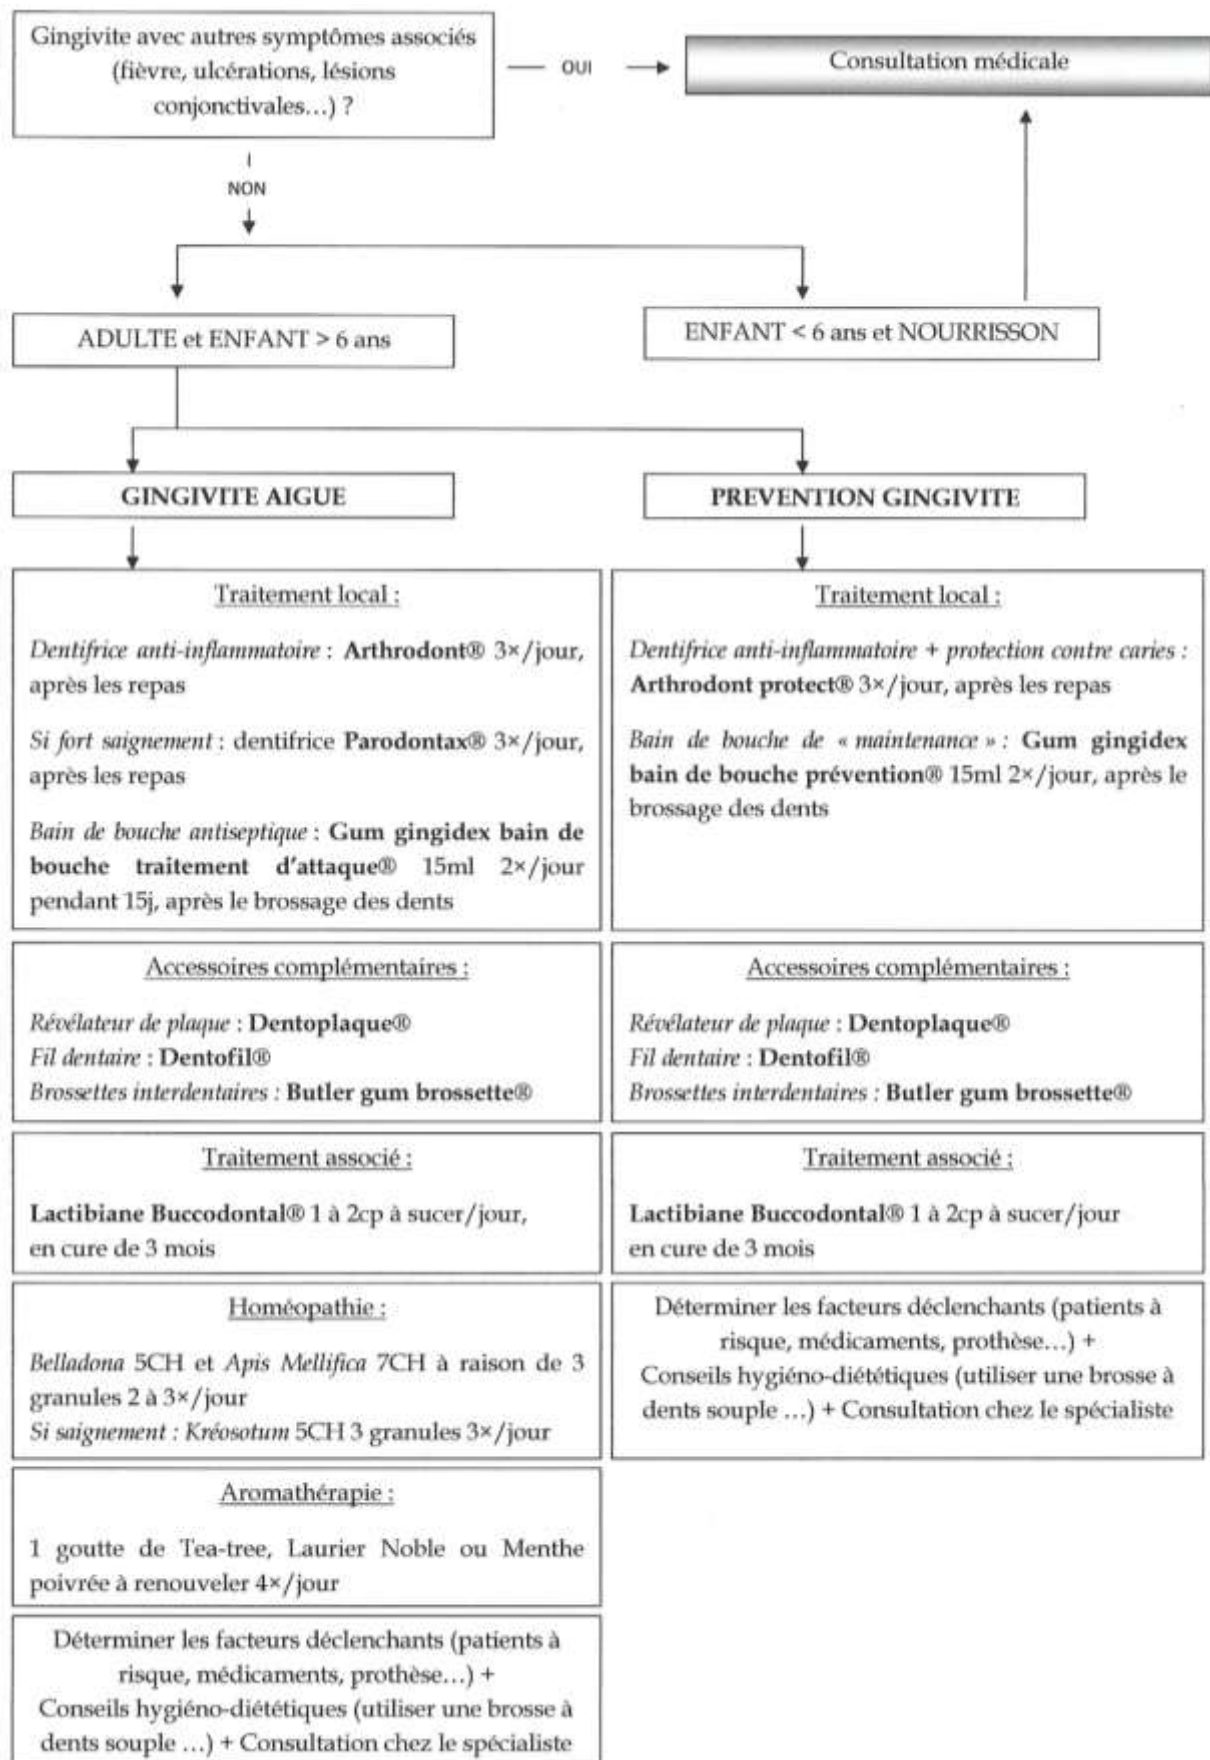 Gingivite avec autres symptômes associés
(fièvre, ulcérations, lésions
conjonctivales…) ?
OUI
Consultation médicale
NON
ADULTE et ENFANT > 6 ans
ENFANT < 6 ans et NOURRISSON
GINGIVITE AIGUE
PREVENTION GINGIVITE
Traitement local :
Dentifrice anti-inflammatoire : Arthrodont® 3×/jour,
après les repas
Si fort saignement : dentifrice Parodontax® 3×/jour,
après les repas
Bain de bouche antiseptique : Gum gingidex bain de
bouche traitement d'attaque® 15ml 2×/jour
pendant 15j, après le brossage des dents
Traitement local :
Dentifrice anti-inflammatoire + protection contre caries :
Arthrodont protect® 3×/jour, après les repas
Bain de bouche de « maintenance » : Gum gingidex
bain de bouche prévention® 15ml 2×/jour, après le
brossage des dents
Accessoires complémentaires :
Révélateur de plaque : Dentoplaque®
Fil dentaire : Dentofil®
Brossettes interdentaires : Butler gum brossette®
Accessoires complémentaires :
Révélateur de plaque : Dentoplaque®
Fil dentaire : Dentofil®
Brossettes interdentaires : Butler gum brossette®
Traitement associé :
Lactibiane Buccodontal® 1 à 2cp à sucer/jour,
en cure de 3 mois
Traitement associé :
Lactibiane Buccodontal® 1 à 2cp à sucer/jour
en cure de 3 mois
Homéopathie :
Belladona 5CH et Apis Mellifica 7CH à raison de 3
granules 2 à 3×/jour
Si saignement : Kréosotum 5CH 3 granules 3×/jour
Déterminer les facteurs déclenchants (patients à
risque, médicaments, prothèse…) +
Conseils hygiéno-diététiques (utiliser une brosse à
dents souple …) + Consultation chez le spécialiste
Aromathérapie :
1 goutte de Tea-tree, Laurier Noble ou Menthe
poivrée à renouveler 4×/jour
Déterminer les facteurs déclenchants (patients à
risque, médicaments, prothèse…) +
Conseils hygiéno-diététiques (utiliser une brosse à
dents souple …) + Consultation chez le spécialiste